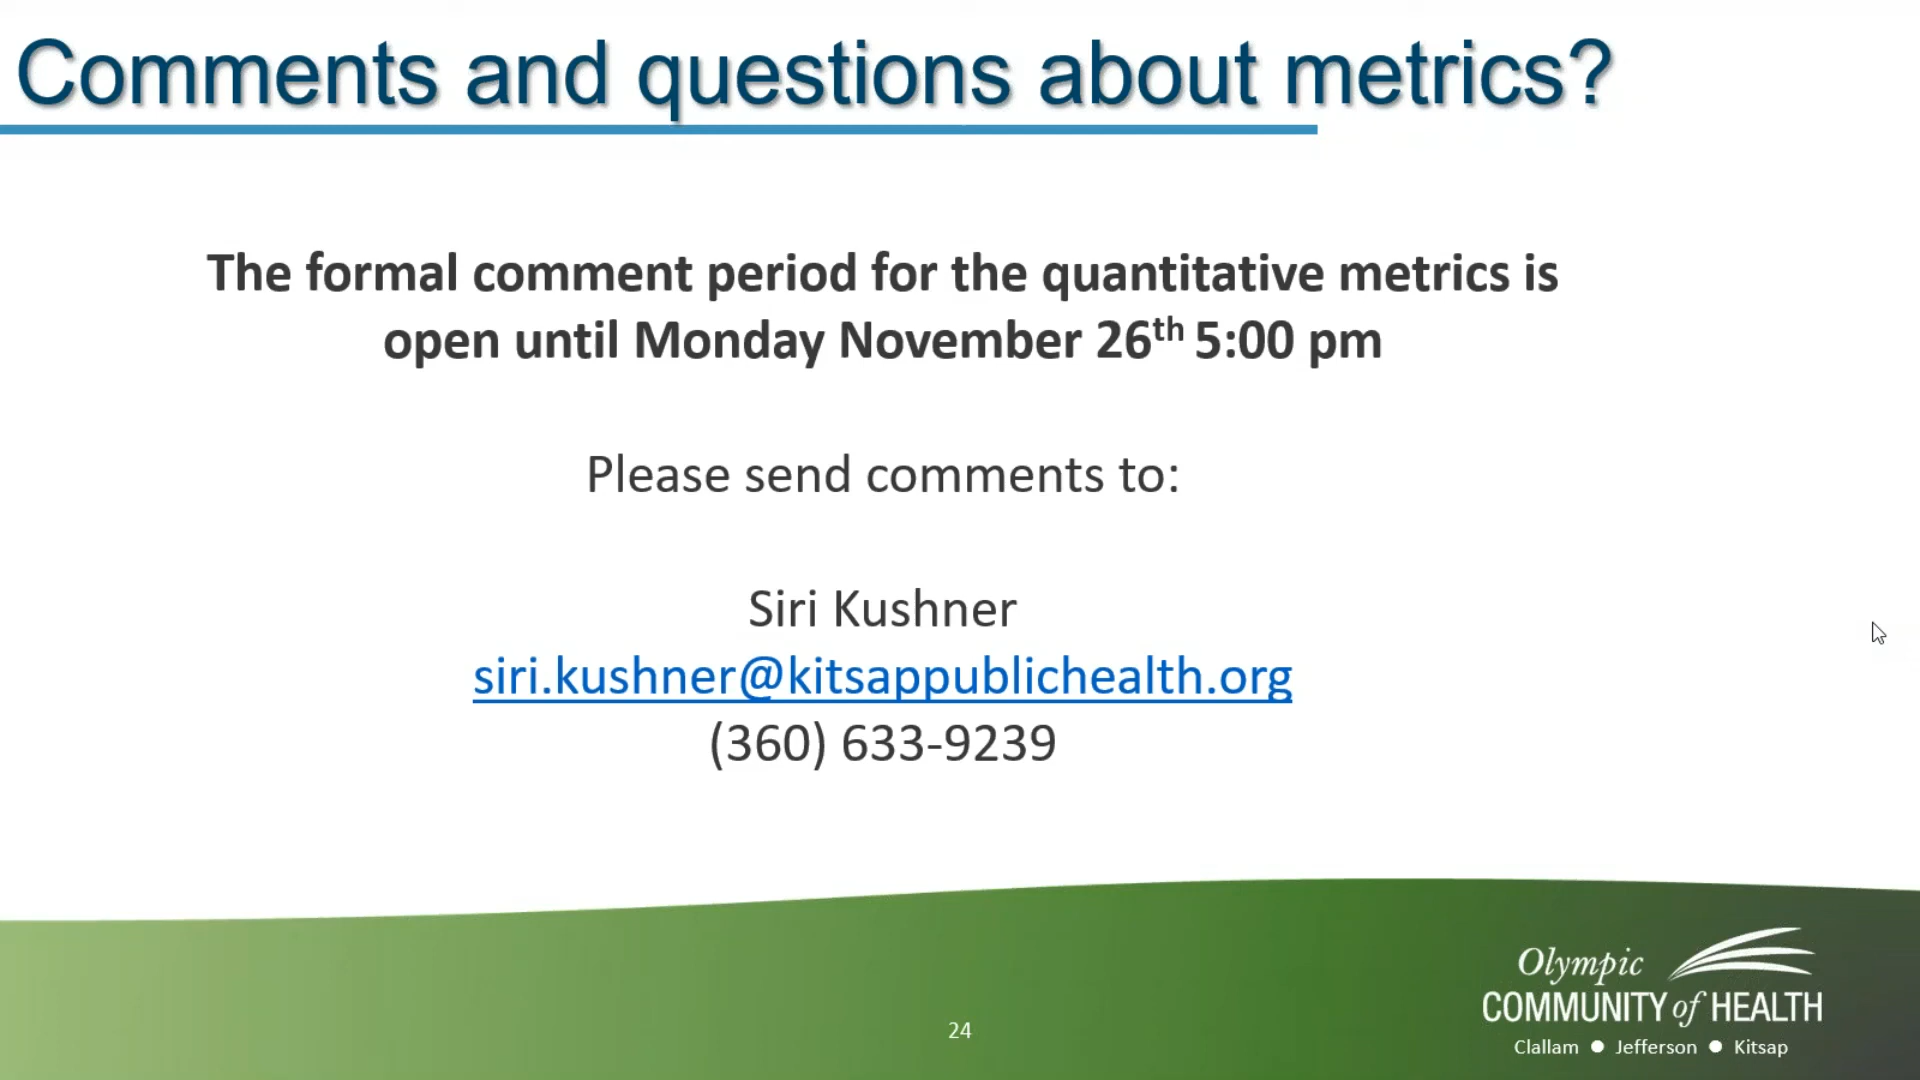 Comments and questions about metrics?
The formal comment period for the quantitative metrics is
open until Monday November 26th 5:00 pm
Please send comments to:
Siri Kushner
siri.kushner@kitsappublichealth.org
(360) 633-9239
24
Olympic
COMMUNITY of HEALTH
Clallam ● Jefferson ● Kitsap